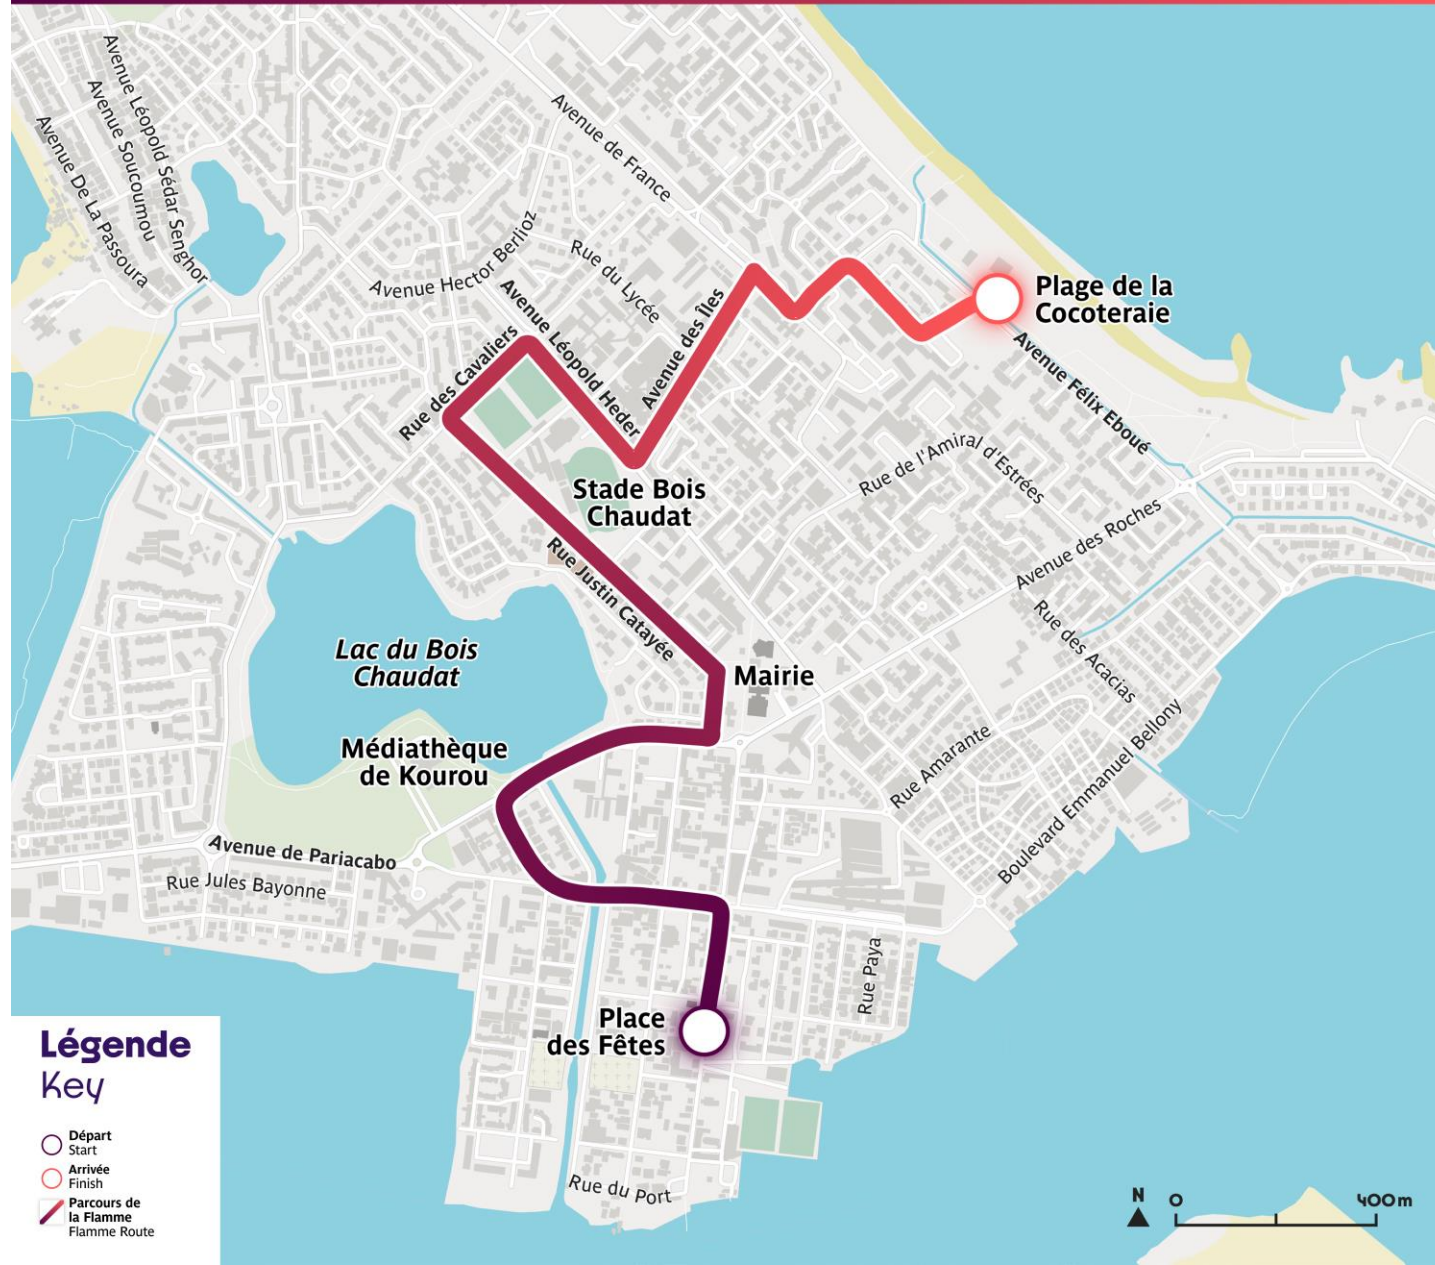 Avenue Léopold Sédar Senghor
Avenue Soucoumou
Avenue De La Passoura
Avenue de France
Avenue Hector Berlioz
Rue du Lycée
Avenue Léopold Heder
Avenue des Îles
Rue des Cavaliers
Plage de la
Cocoteraie
Avenue Félix Eboué
Rue de l'Amiral d'Estrées
Avenue des Roches
Stade Bois
Chaudat
Rue Justin Catayée
Rue des Acacias
Lac du Bois
Chaudat
Mairie
Médiathèque
de Kourou
Rue Amarante
Boulevard Emmanuel Bellony
Avenue de Pariacabo
Rue Jules Bayonne
Rue Paya
Place
des Fêtes
Rue du Port
Légende
Key
Départ
Start
Arrivée
Finish
Parcours de
la Flamme
Flamme Route
N 0 400m